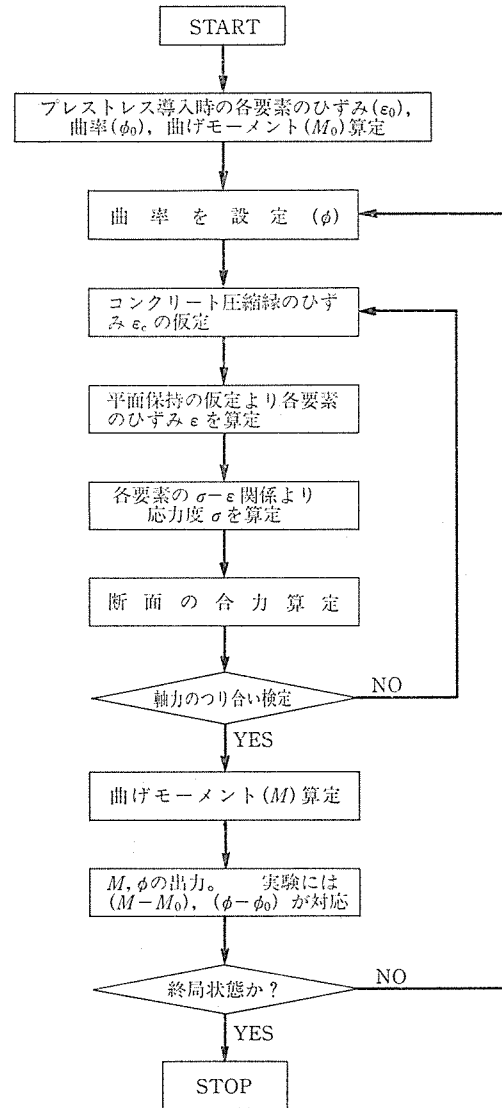 START
プレストレス導入時の各要素のひずみ(ε₀),
曲率(φ₀), 曲げモーメント(M₀)算定
曲率を設定(φ)
コンクリート圧縮縁のひず
み εc の仮定
平面保持の仮定より各要素
のひずみ ε を算定
各要素の σ−ε 関係より
応力度 σ を算定
断面の合力算定
軸力のつり合い検定
NO
YES
曲げモーメント(M)算定
M, φの出力。 実験には
(M−M₀), (φ−φ₀) が対応
終局状態か?
NO
YES
STOP